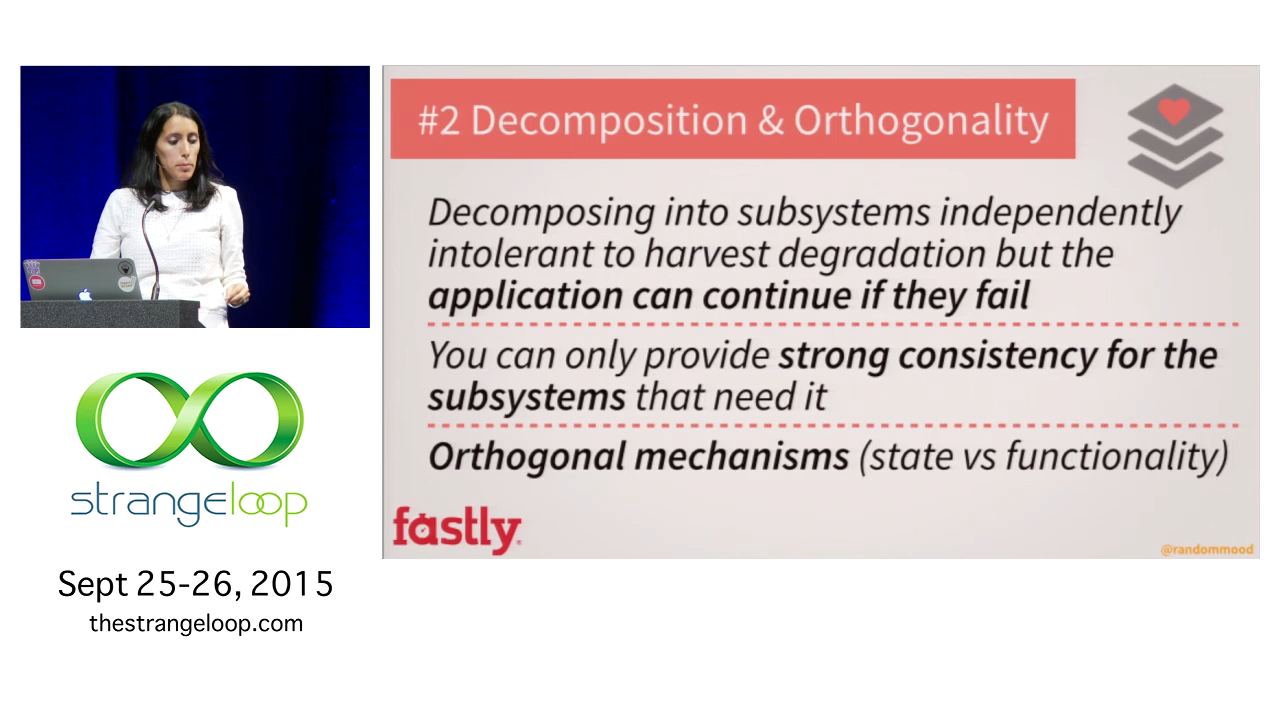 #2 Decomposition & Orthogonality
Decomposing into subsystems independently
intolerant to harvest degradation but the
application can continue if they fail
You can only provide strong consistency for the
subsystems that need it
Orthogonal mechanisms (state vs functionality)
fastly
@randommood
strangeloop
Sept 25-26, 2015
thestrangeloop.com